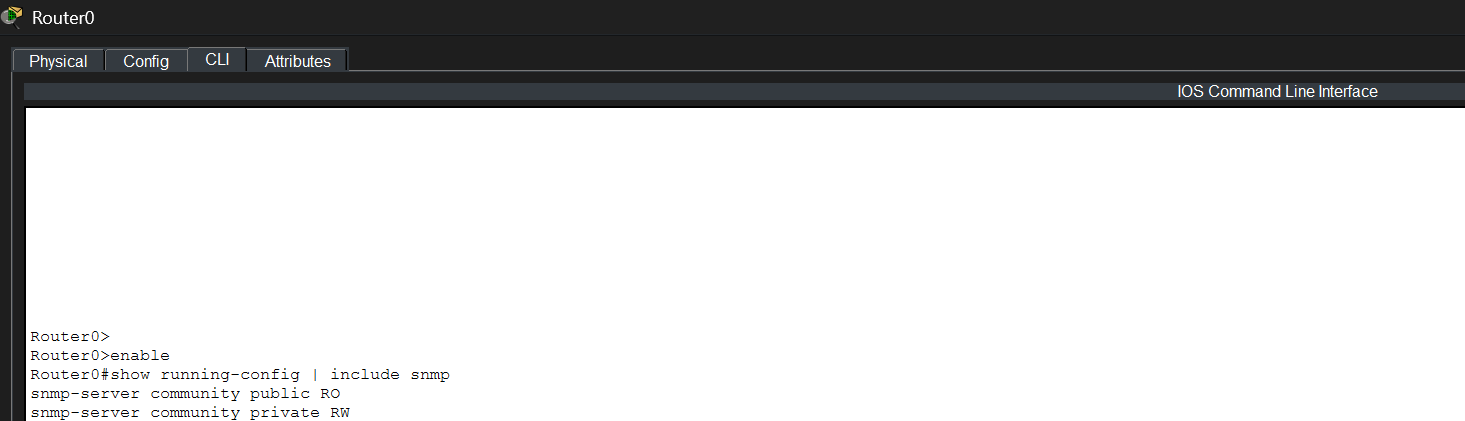 Router0
Physical Config CLI Attributes
IOS Command Line Interface
Router0>
Router0>enable
Router0#show running-config | include snmp
snmp-server community public RO
snmp-server community private RW